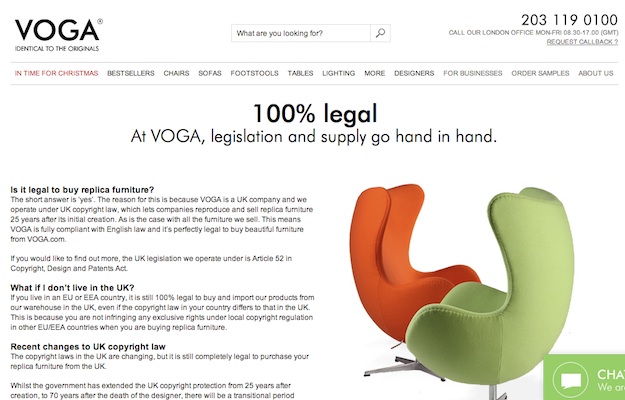 VOGA®
IDENTICAL TO THE ORIGINALS
What are you looking for?
203 119 0100
CALL OUR LONDON OFFICE MON-FRI 08.30-17.00 (GMT)
REQUEST CALLBACK ?
IN TIME FOR CHRISTMAS BESTSELLERS CHAIRS SOFAS FOOTSTOOLS TABLES LIGHTING MORE DESIGNERS FOR BUSINESSES ORDER SAMPLES ABOUT US
100% legal
At VOGA, legislation and supply go hand in hand.
Is it legal to buy replica furniture?
The short answer is 'yes'. The reason for this is because VOGA is a UK company and we
operate under UK copyright law, which lets companies reproduce and sell replica furniture
25 years after its initial creation. As is the case with all the furniture we sell. This means
VOGA is fully compliant with English law and it's perfectly legal to buy beautiful furniture
from VOGA.com.
If you would like to find out more, the UK legislation we operate under is Article 52 in
Copyright, Design and Patents Act.
What if I don't live in the UK?
If you live in an EU or EEA country, it is still 100% legal to buy and import our products from
our warehouse in the UK, even if the copyright law in your country differs to that in the UK.
This is because you are not infringing any exclusive rights under local copyright regulation
in other EU/EEA countries when you are buying replica furniture.
Recent changes to UK copyright law
The copyright laws in the UK are changing, but it is still completely legal to purchase your
replica furniture from the UK.
Whilst the government has extended the UK copyright protection from 25 years after
creation, to 70 years after the death of the designer, there will be a transitional period
CHA
We are